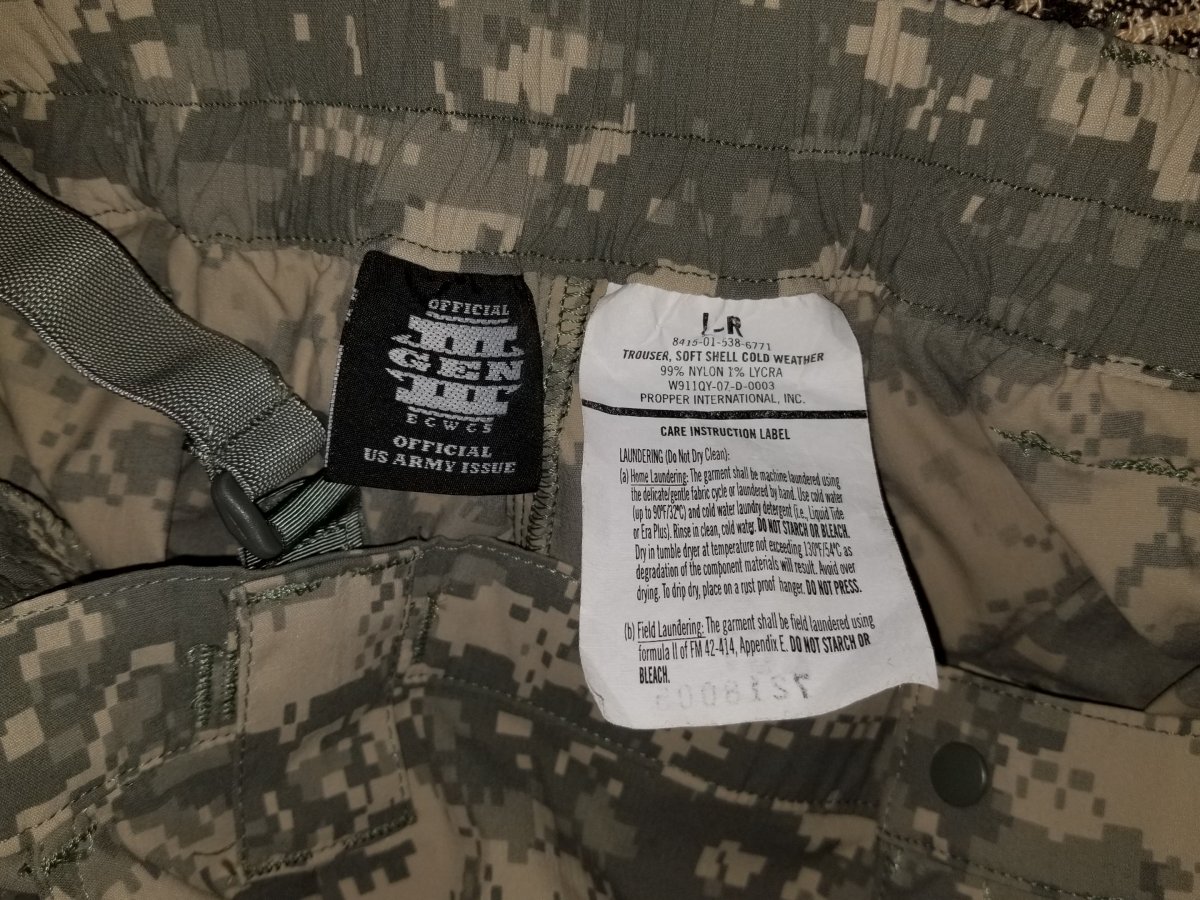 OFFICIAL
III
GEN
III
ECWCS
OFFICIAL
US ARMY ISSUE
L-R
8415-01-538-6771
TROUSER, SOFT SHELL COLD WEATHER
99% NYLON 1% LYCRA
W911QY-07-D-0003
PROPPER INTERNATIONAL, INC.
CARE INSTRUCTION LABEL
LAUNDERING (Do Not Dry Clean):
(a) Home Laundering: The garment shall be machine laundered using
the delicate/gentle fabric cycle or laundered by hand. Use cold water
(up to 90°F/32°C) and cold water laundry detergent (i.e., Liquid Tide
or Era Plus). Rinse in clean, cold water. DO NOT STARCH OR BLEACH.
Dry in tumble dryer at temperature not exceeding 130°F/54°C as
degradation of the component materials will result. Avoid over
drying. To drip dry, place on a rust proof hanger. DO NOT PRESS.
(b) Field Laundering: The garment shall be field laundered using
formula II of FM 42-414, Appendix E. DO NOT STARCH OR
BLEACH.